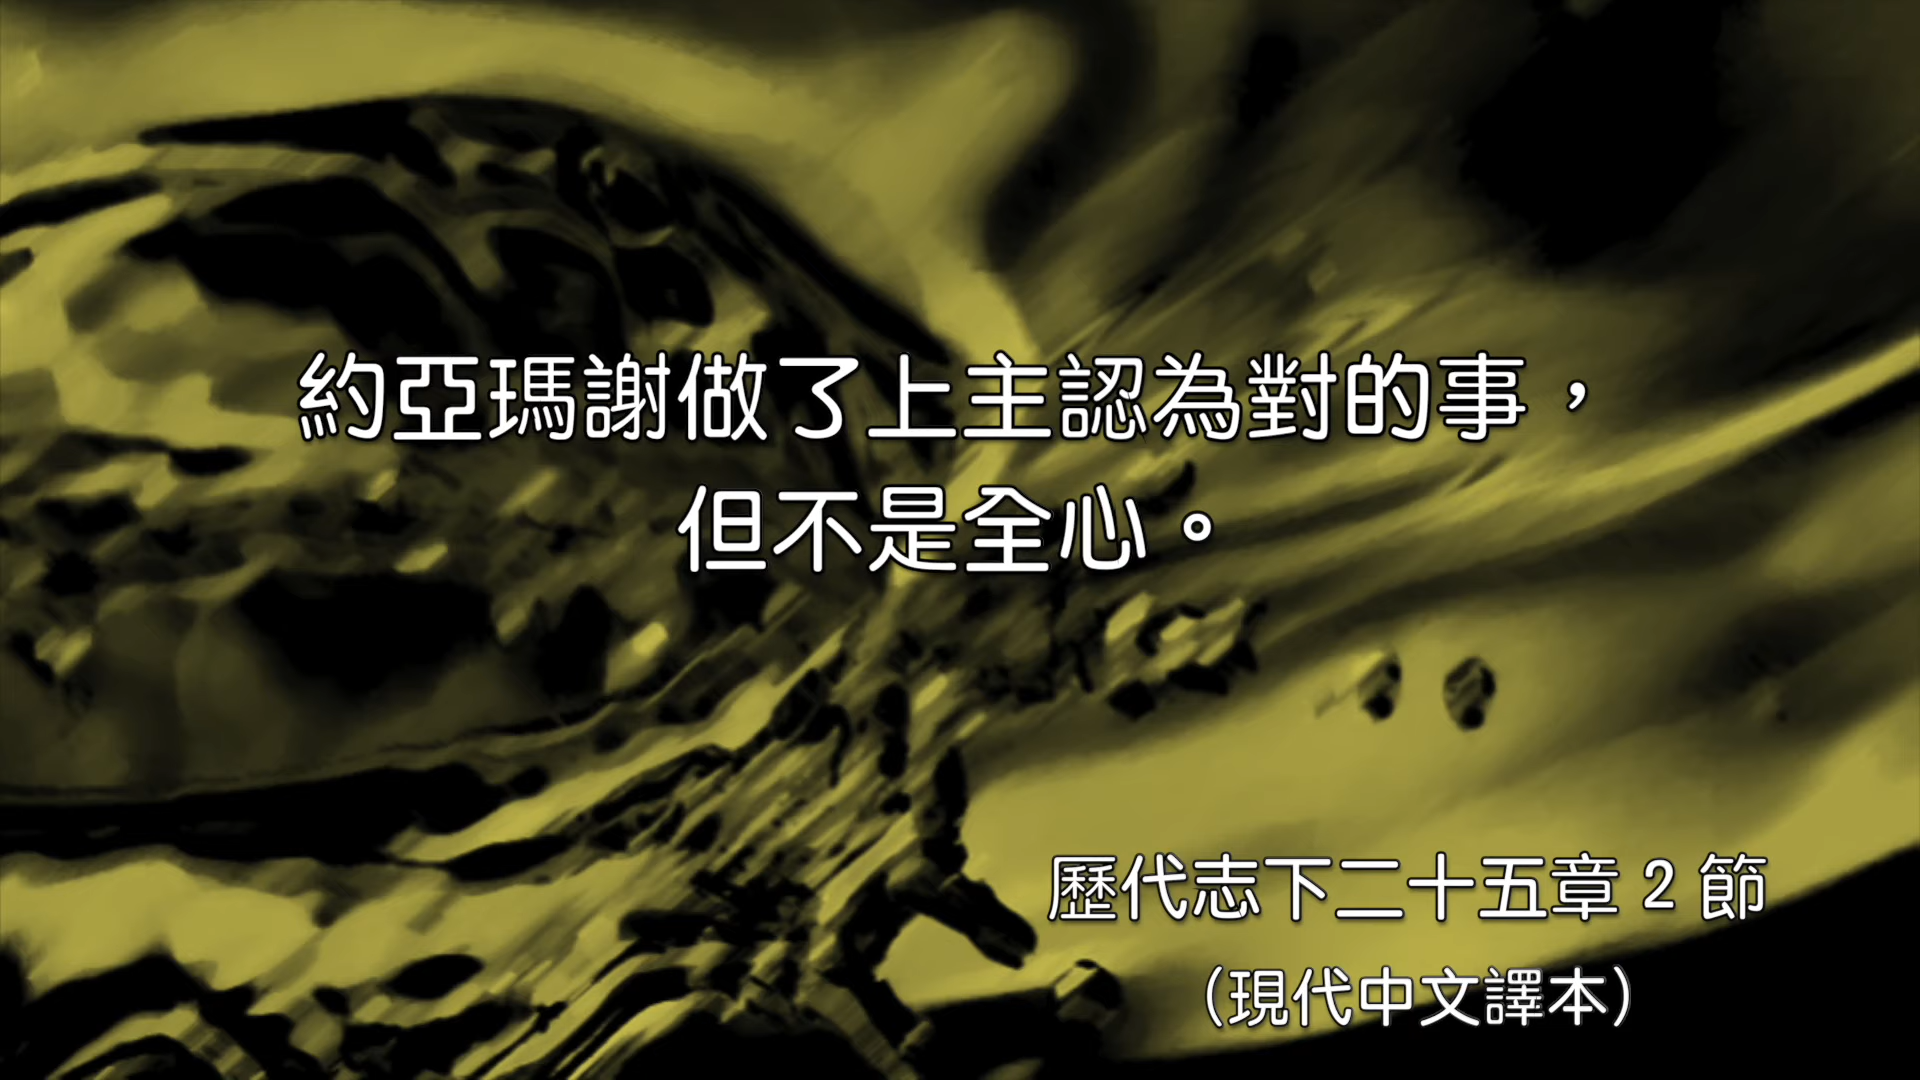 約亞瑪謝做了上主認為對的事，
但不是全心。
歷代志下二十五章 2 節
（現代中文譯本）